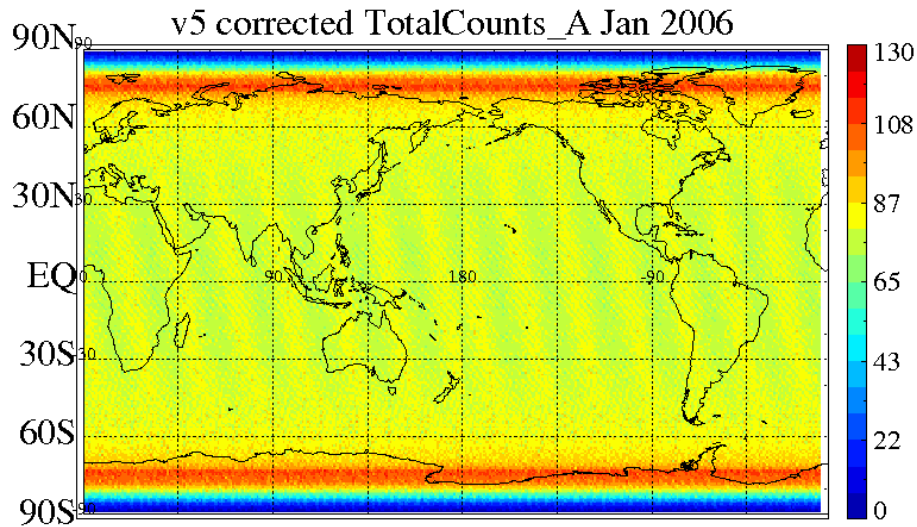 v5 corrected TotalCounts_A Jan 2006
90N 90
60N
30N 30
EQ 0 90 180 -90
30S -30
60S
90S -90
130
108
87
65
43
22
0